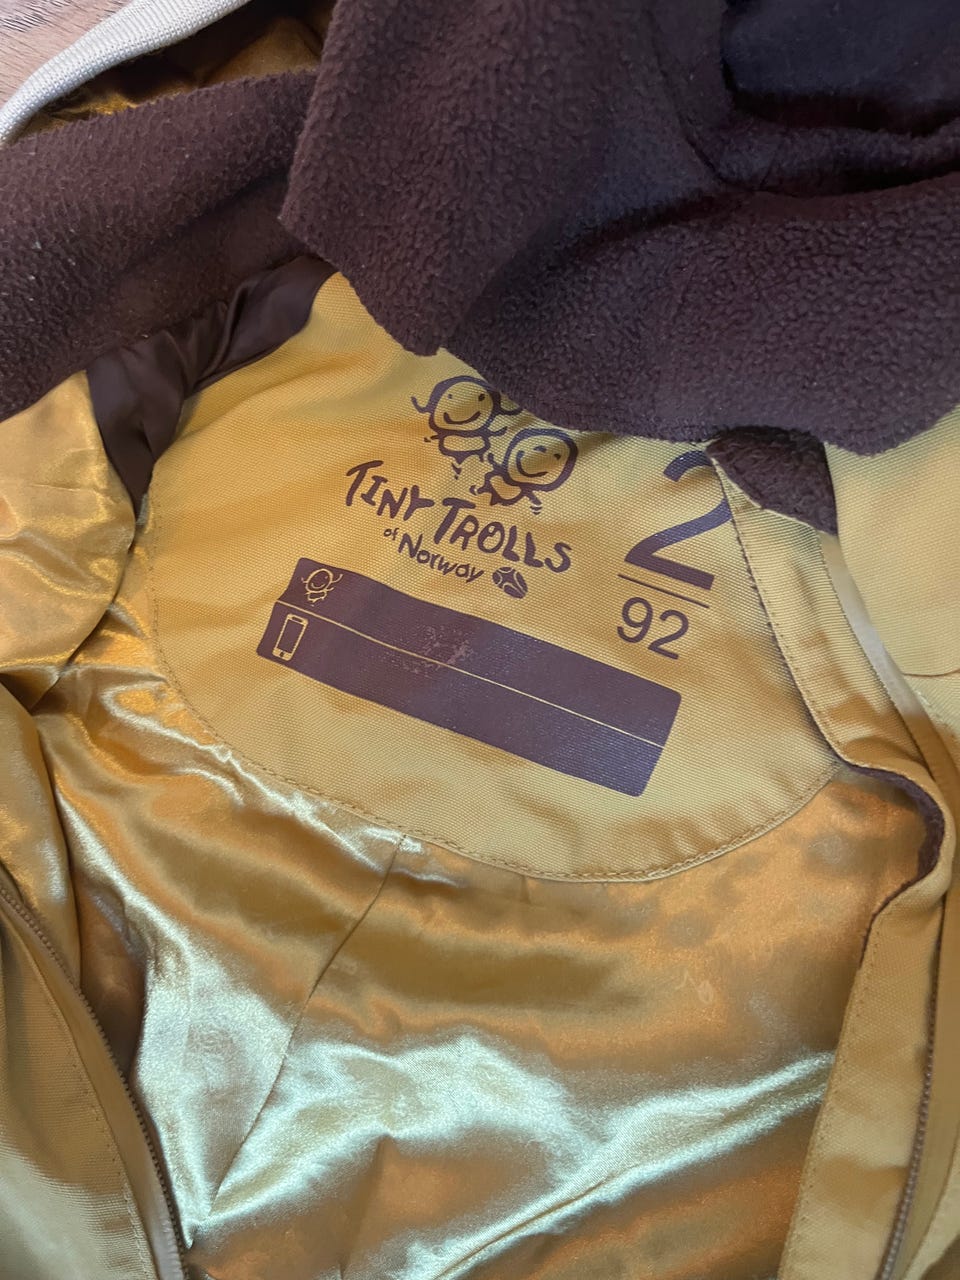 TINY TROLLS
of Norway
2
92